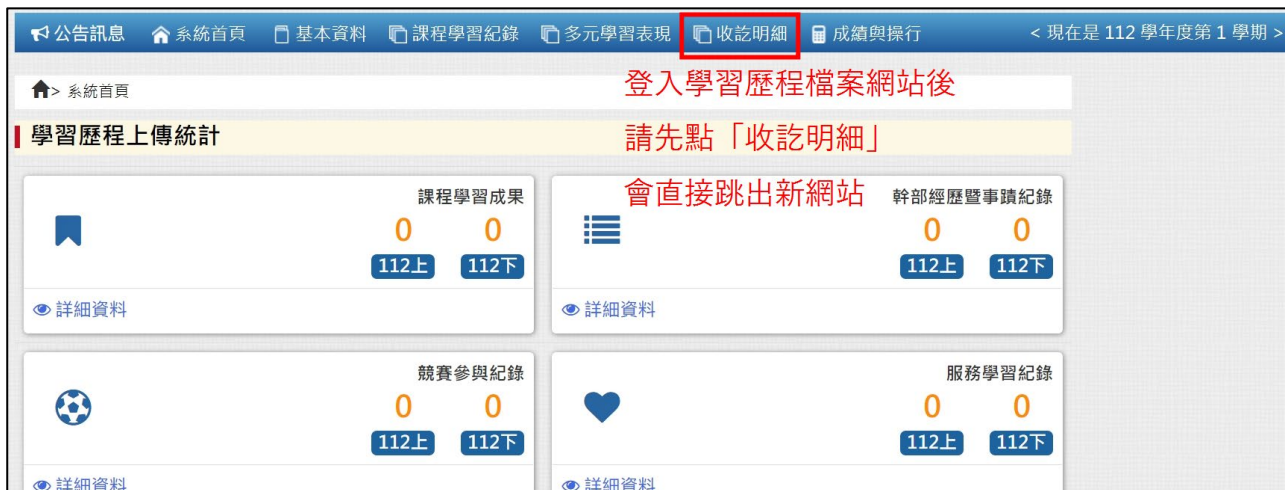 公告訊息 系統首頁 基本資料 課程學習紀錄 多元學習表現 收訖明細 成績與操行 < 現在是 112 學年度第 1 學期 >
登入學習歷程檔案網站後
> 系統首頁
學習歷程上傳統計
請先點「收訖明細」
會直接跳出新網站
課程學習成果
0 0
112上 112下
詳細資料
幹部經歷暨事蹟紀錄
0 0
112上 112下
詳細資料
競賽參與紀錄
0 0
112上 112下
詳細資料
服務學習紀錄
0 0
112上 112下
詳細資料